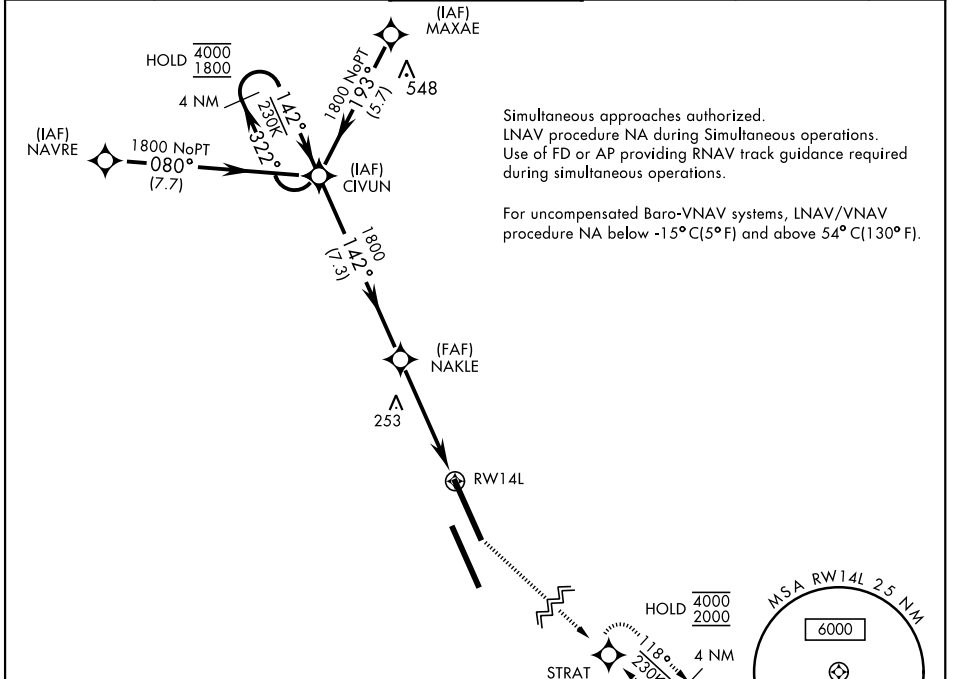 (IAF)
MAXAE
HOLD 4000
1800
4 NM
142°
230K
322°
1800 NoPT
193°
(5.7)
548
(IAF)
NAVRE
1800 NoPT
080°
(7.7)
(IAF)
CIVUN
Simultaneous approaches authorized.
LNAV procedure NA during Simultaneous operations.
Use of FD or AP providing RNAV track guidance required
during simultaneous operations.
For uncompensated Baro-VNAV systems, LNAV/VNAV
procedure NA below -15°C(5°F) and above 54°C(130°F).
1800
142°
(7.3)
(FAF)
NAKLE
253
RW14L
HOLD 4000
2000
118°
230K
4 NM
STRAT
MSA RW14L 25 NM
6000